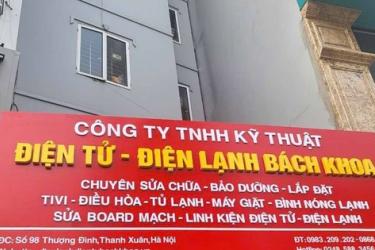 CÔNG TY TNHH KỸ THUẬT
ĐIỆN TỬ - ĐIỆN LẠNH BÁCH KHOA
CHUYÊN SỬA CHỮA - BẢO DƯỠNG - LẮP ĐẶT
TIVI - ĐIỀU HÒA - TỦ LẠNH - MÁY GIẶT - BÌNH NÓNG LẠNH
SỬA BOARD MẠCH - LINH KIỆN ĐIỆN TỬ - ĐIỆN LẠNH
ĐC: Số 98 Thượng Đình, Thanh Xuân, Hà Nội
ĐT: 0983. 209. 202 - 0868